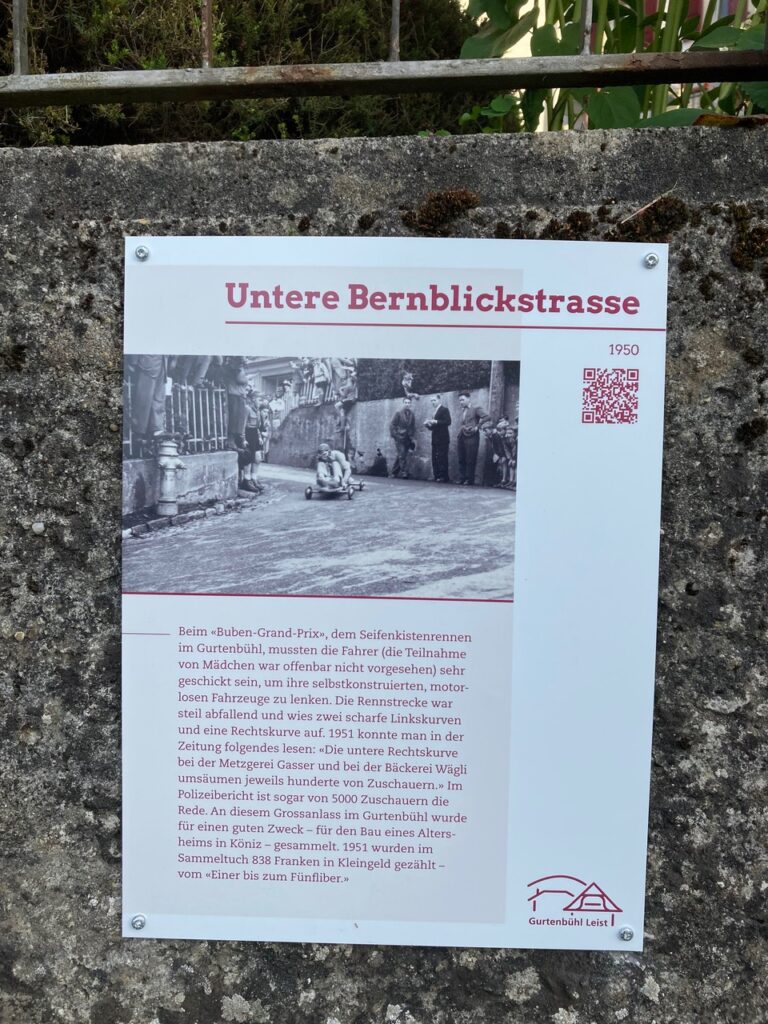 Untere Bernblickstrasse
1950
Beim «Buben-Grand-Prix», dem Seifenkistenrennen
im Gurtenbühl, mussten die Fahrer (die Teilnahme
von Mädchen war offenbar nicht vorgesehen) sehr
geschickt sein, um ihre selbstkonstruierten, motor-
losen Fahrzeuge zu lenken. Die Rennstrecke war
steil abfallend und wies zwei scharfe Linkskurven
und eine Rechtskurve auf. 1951 konnte man in der
Zeitung folgendes lesen: «Die untere Rechtskurve
bei der Metzgerei Gasser und bei der Bäckerei Wägli
umsäumen jeweils hunderte von Zuschauern.» Im
Polizeibericht ist sogar von 5000 Zuschauern die
Rede. An diesem Grossanlass im Gurtenbühl wurde
für einen guten Zweck – für den Bau eines Alters-
heims in Köniz – gesammelt. 1951 wurden im
Sammeltuch 838 Franken in Kleingeld gezählt –
vom «Einer bis zum Fünfliber.»
Gurtenbühl Leist